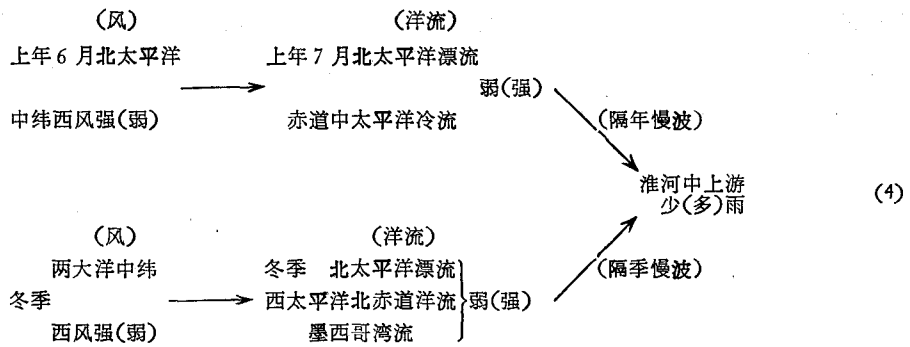 (风) (洋流)
上年6月北太平洋 上年7月北太平洋漂流
弱(强)
中纬西风强(弱) 赤道中太平洋冷流 (隔年慢波)
淮河中上游
少(多)雨 (4)
(风) (洋流)
两大洋中纬 冬季 北太平洋漂流 (隔季慢波)
冬季 西太平洋北赤道洋流 弱(强)
西风强(弱) 墨西哥湾流